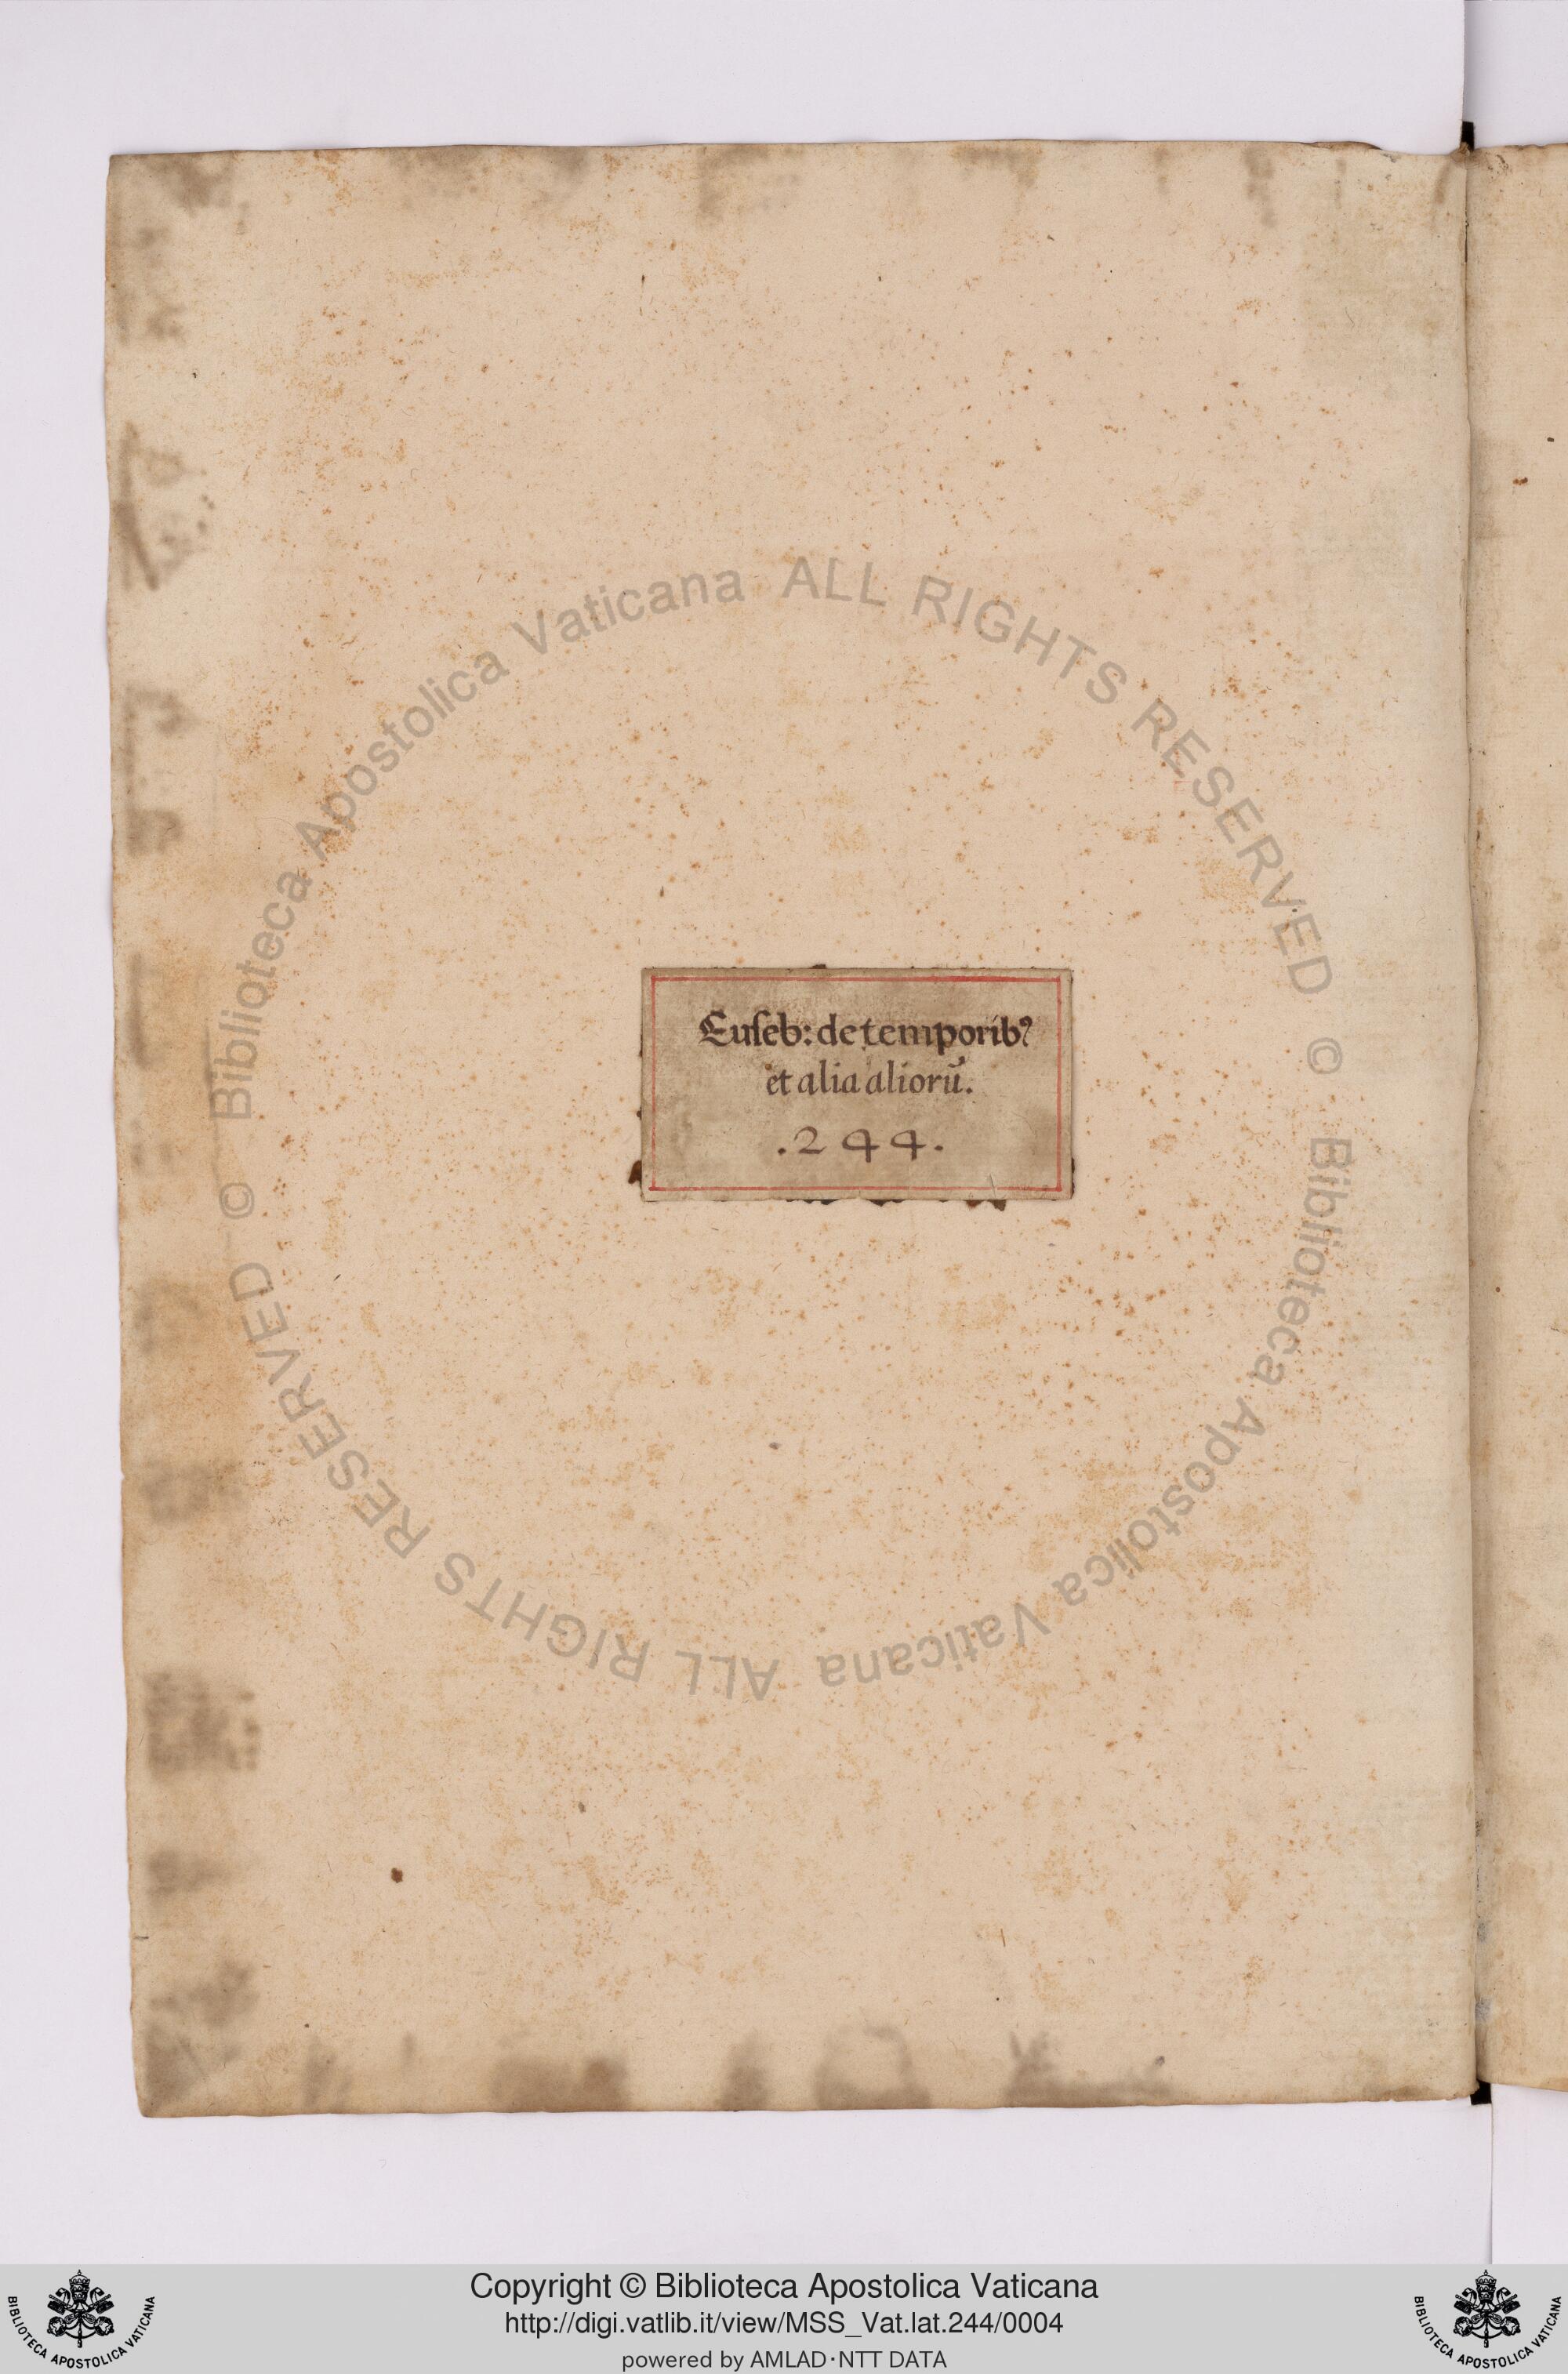 Euſeb: de temporibꝰ
et alia aliorū.
.244.
© Biblioteca Apostolica Vaticana ALL RIGHTS RESERVED
© Biblioteca Apostolica Vaticana ALL RIGHTS RESERVED
Copyright © Biblioteca Apostolica Vaticana
http://digi.vatlib.it/view/MSS_Vat.lat.244/0004
powered by AMLAD·NTT DATA
BIBLIOTECA APOSTOLICA VATICANA
BIBLIOTECA APOSTOLICA VATICANA